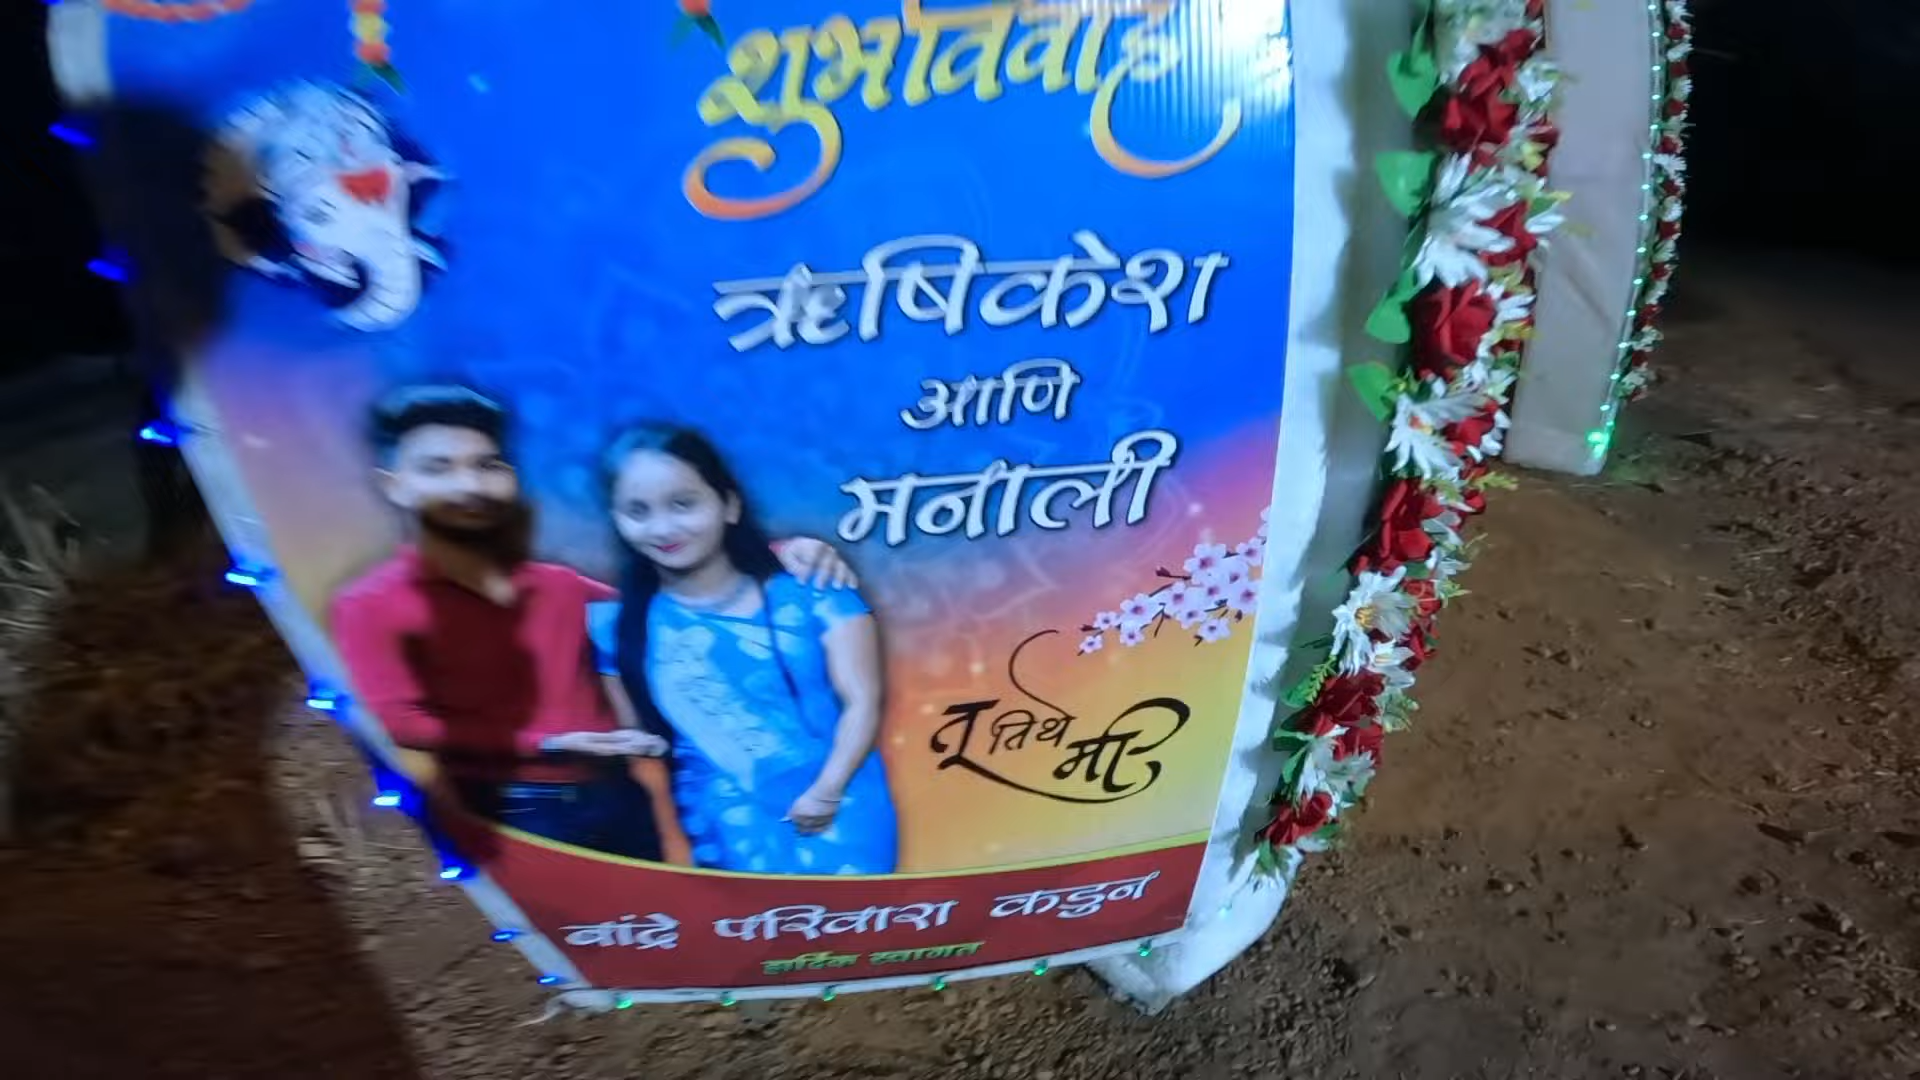 शुभविवाह
ऋषिकेश
आणि
मनाली
तू तिथे मी
वांद्रे परिवारा कडुन
हार्दिक स्वागत